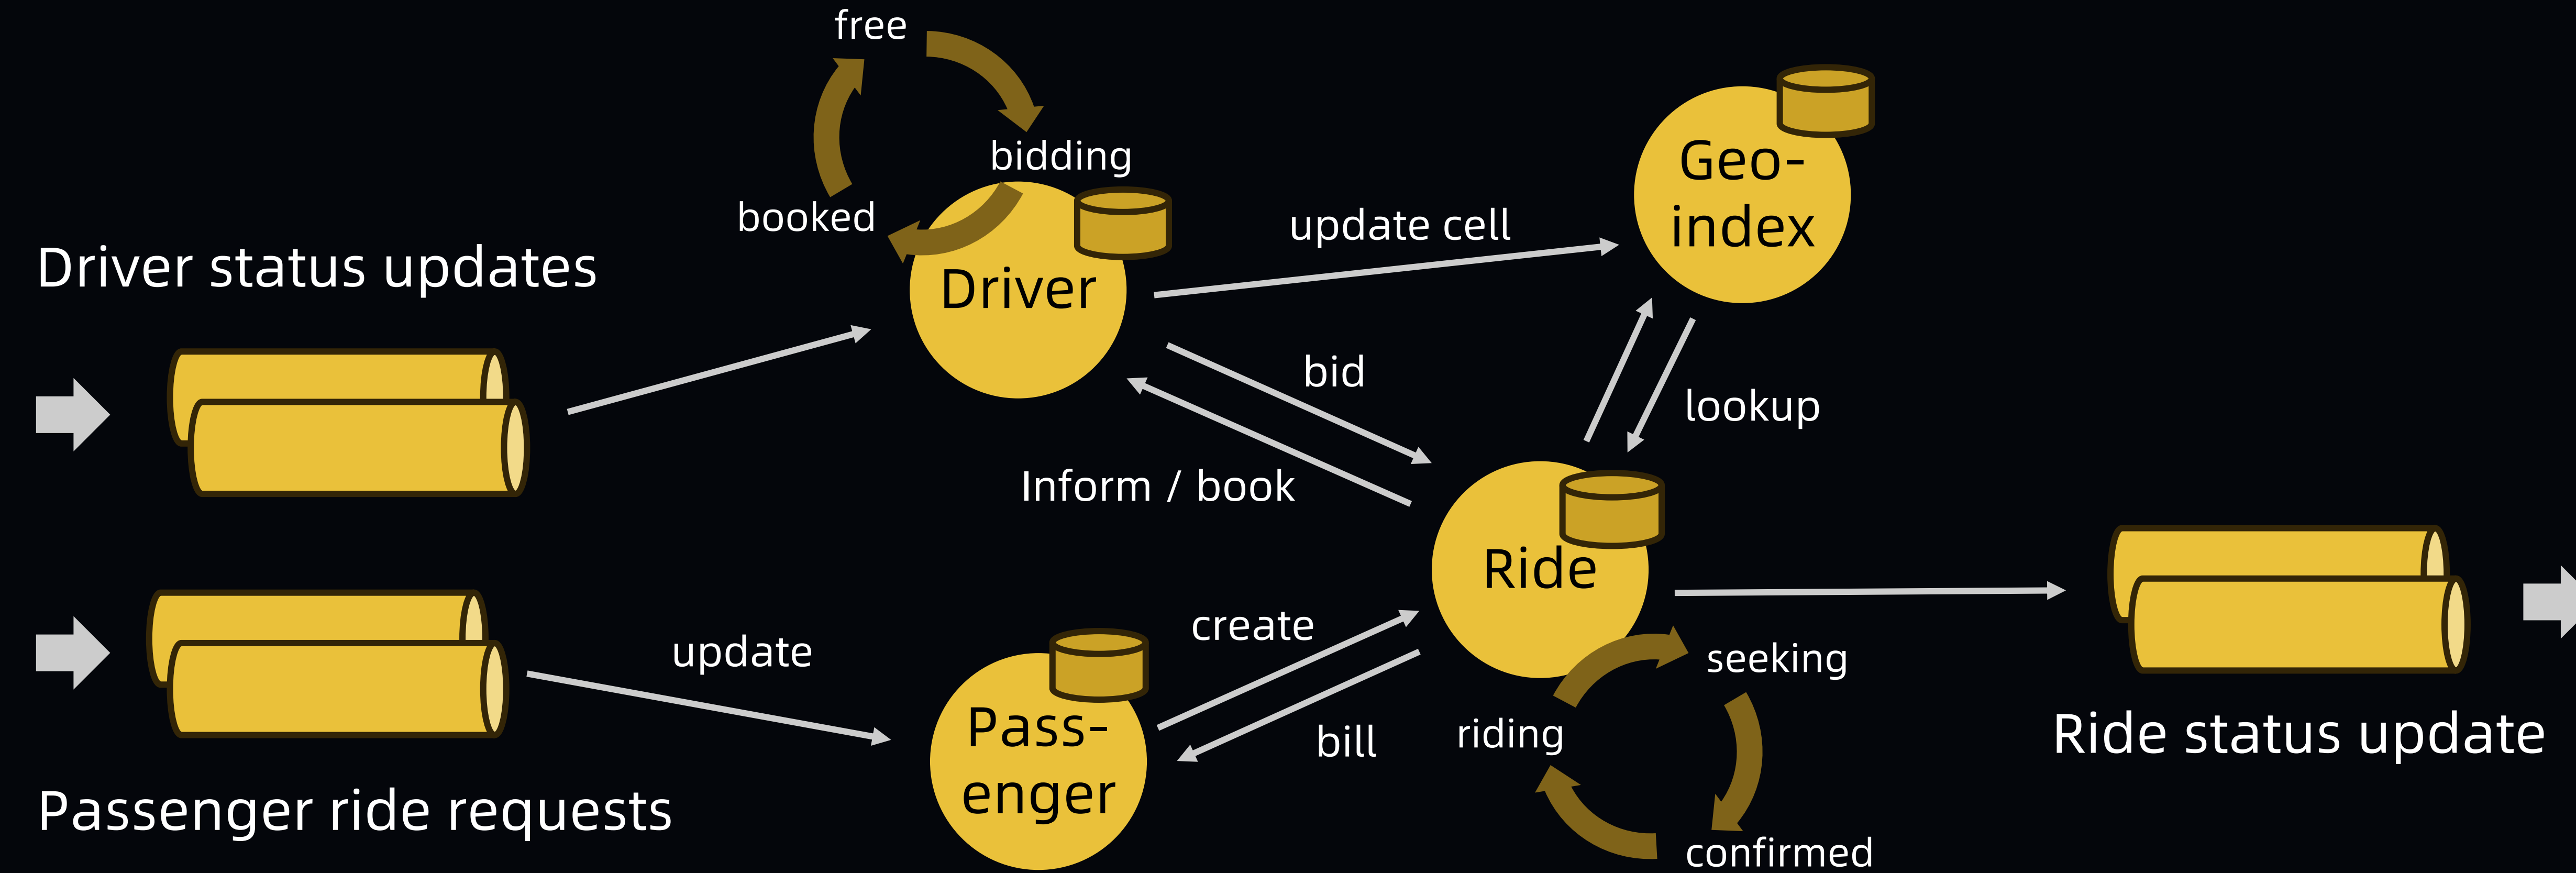 free
bidding
booked
Driver status updates
Driver
update cell
Geo-
index
bid
lookup
Inform / book
Ride
create
update
seeking
Pass-
enger
bill
riding
Ride status update
Passenger ride requests
confirmed